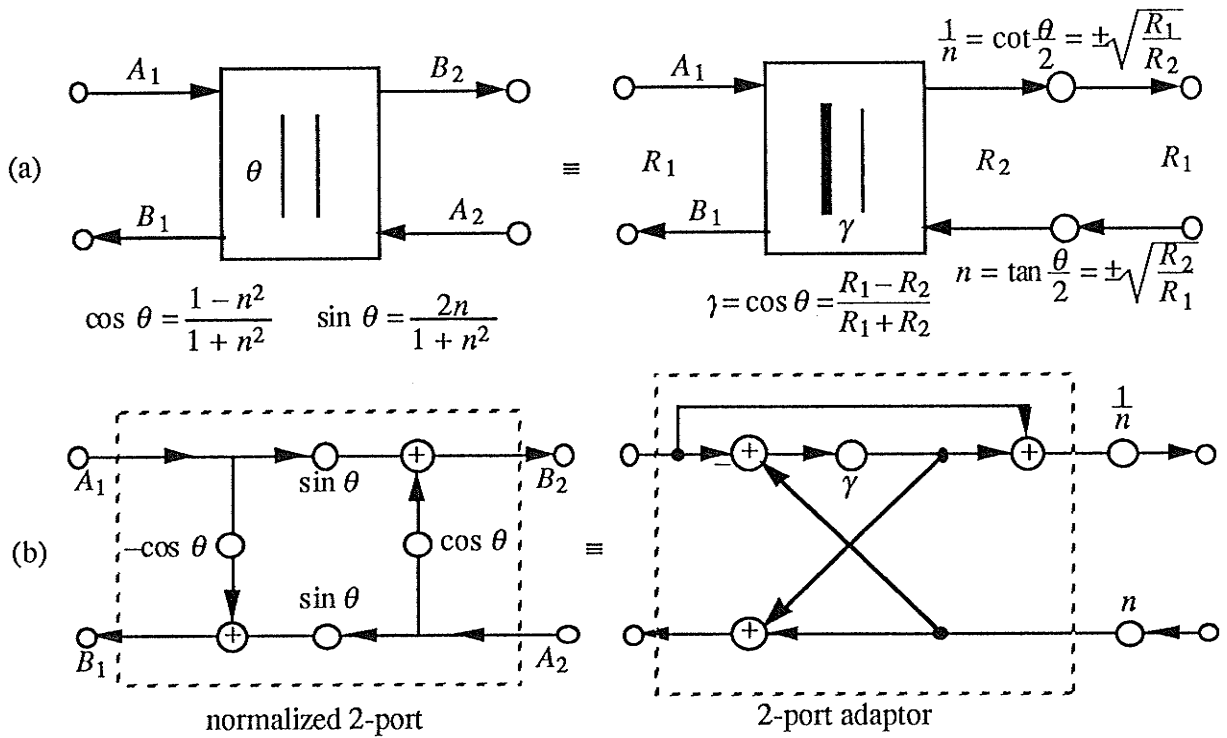 (a)
A₁
B₂
θ
B₁
A₂
cos θ = (1 − n²)/(1 + n²)
sin θ = 2n/(1 + n²)
≡
A₁
R₁
B₁
γ
R₂
R₁
1/n = cot θ/2 = ±√(R₁/R₂)
n = tan θ/2 = ±√(R₂/R₁)
γ = cos θ = (R₁ − R₂)/(R₁ + R₂)
(b)
A₁
sin θ
+
B₂
−cos θ
cos θ
sin θ
B₁
+
A₂
normalized 2-port
≡
−
+
γ
+
1/n
+
n
2-port adaptor